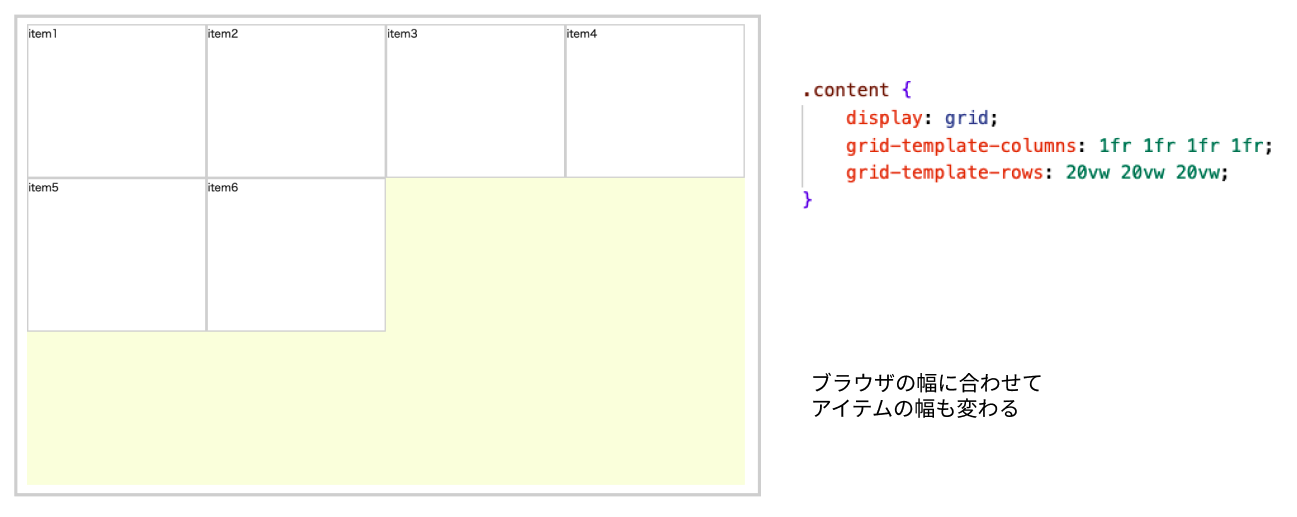 item1
item2
item3
item4
item5
item6
.content {
display: grid;
grid-template-columns: 1fr 1fr 1fr 1fr;
grid-template-rows: 20vw 20vw 20vw;
}
ブラウザの幅に合わせて
アイテムの幅も変わる